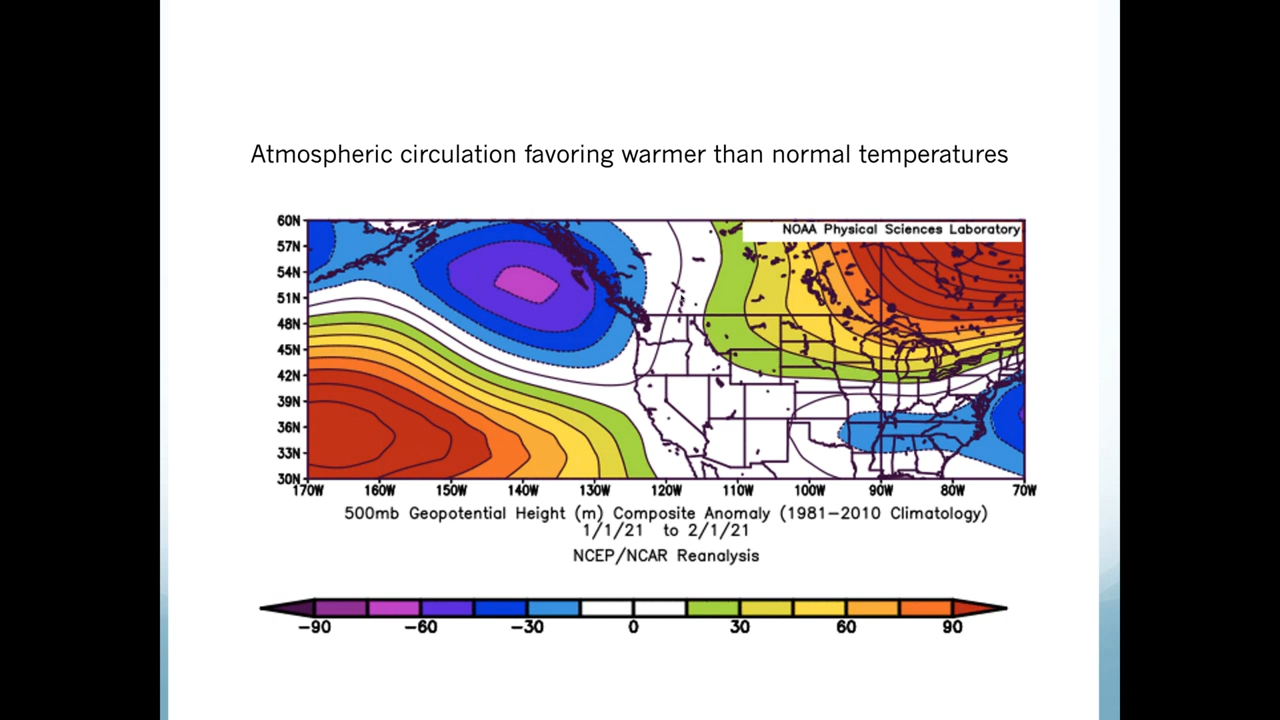 Atmospheric circulation favoring warmer than normal temperatures
NOAA Physical Sciences Laboratory
60N
57N
54N
51N
48N
45N
42N
39N
36N
33N
30N
170W 160W 150W 140W 130W 120W 110W 100W 90W 80W 70W
500mb Geopotential Height (m) Composite Anomaly (1981−2010 Climatology)
1/1/21 to 2/1/21
NCEP/NCAR Reanalysis
−90 −60 −30 0 30 60 90